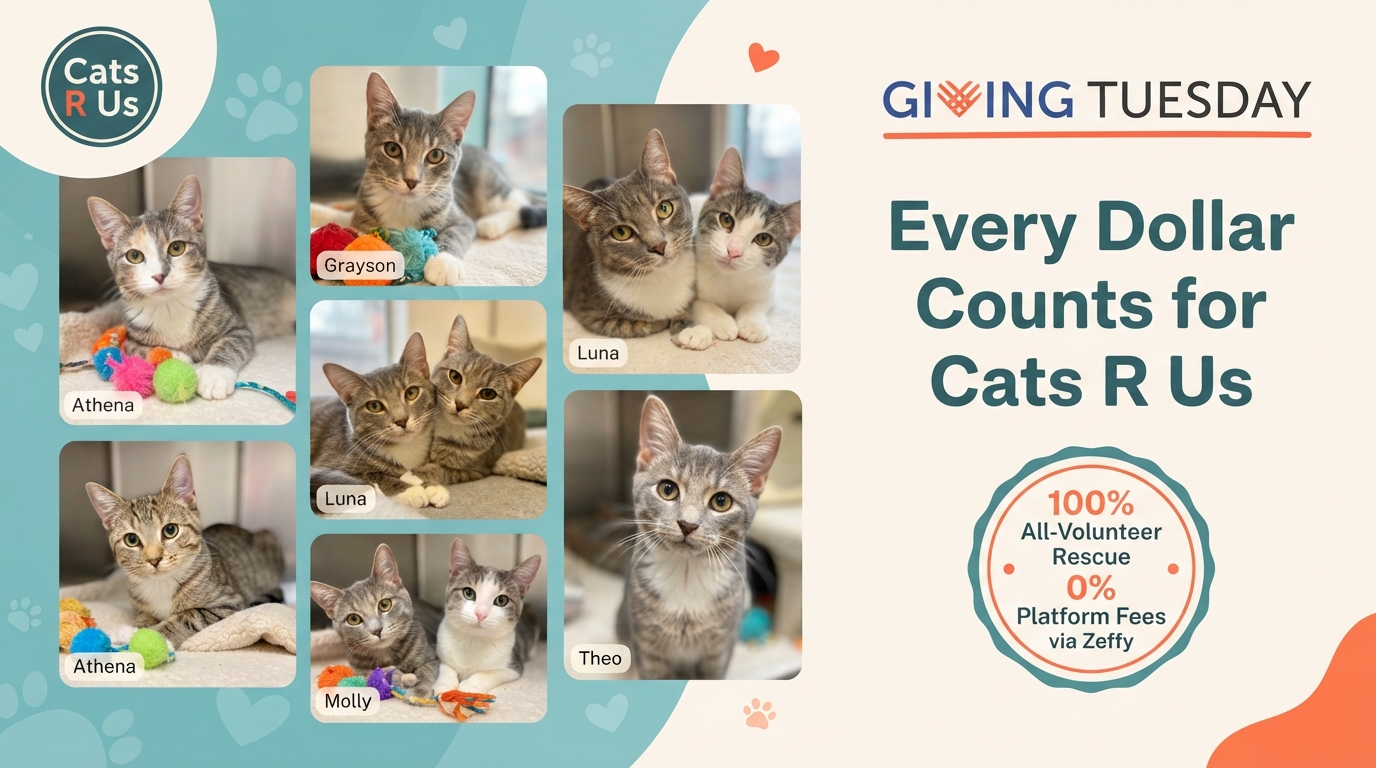 Cats
R Us
Athena
Athena
Grayson
Luna
Molly
Luna
Theo
GIVING TUESDAY
Every Dollar
Counts for
Cats R Us
100%
All-Volunteer
Rescue
0%
Platform Fees
via Zeffy